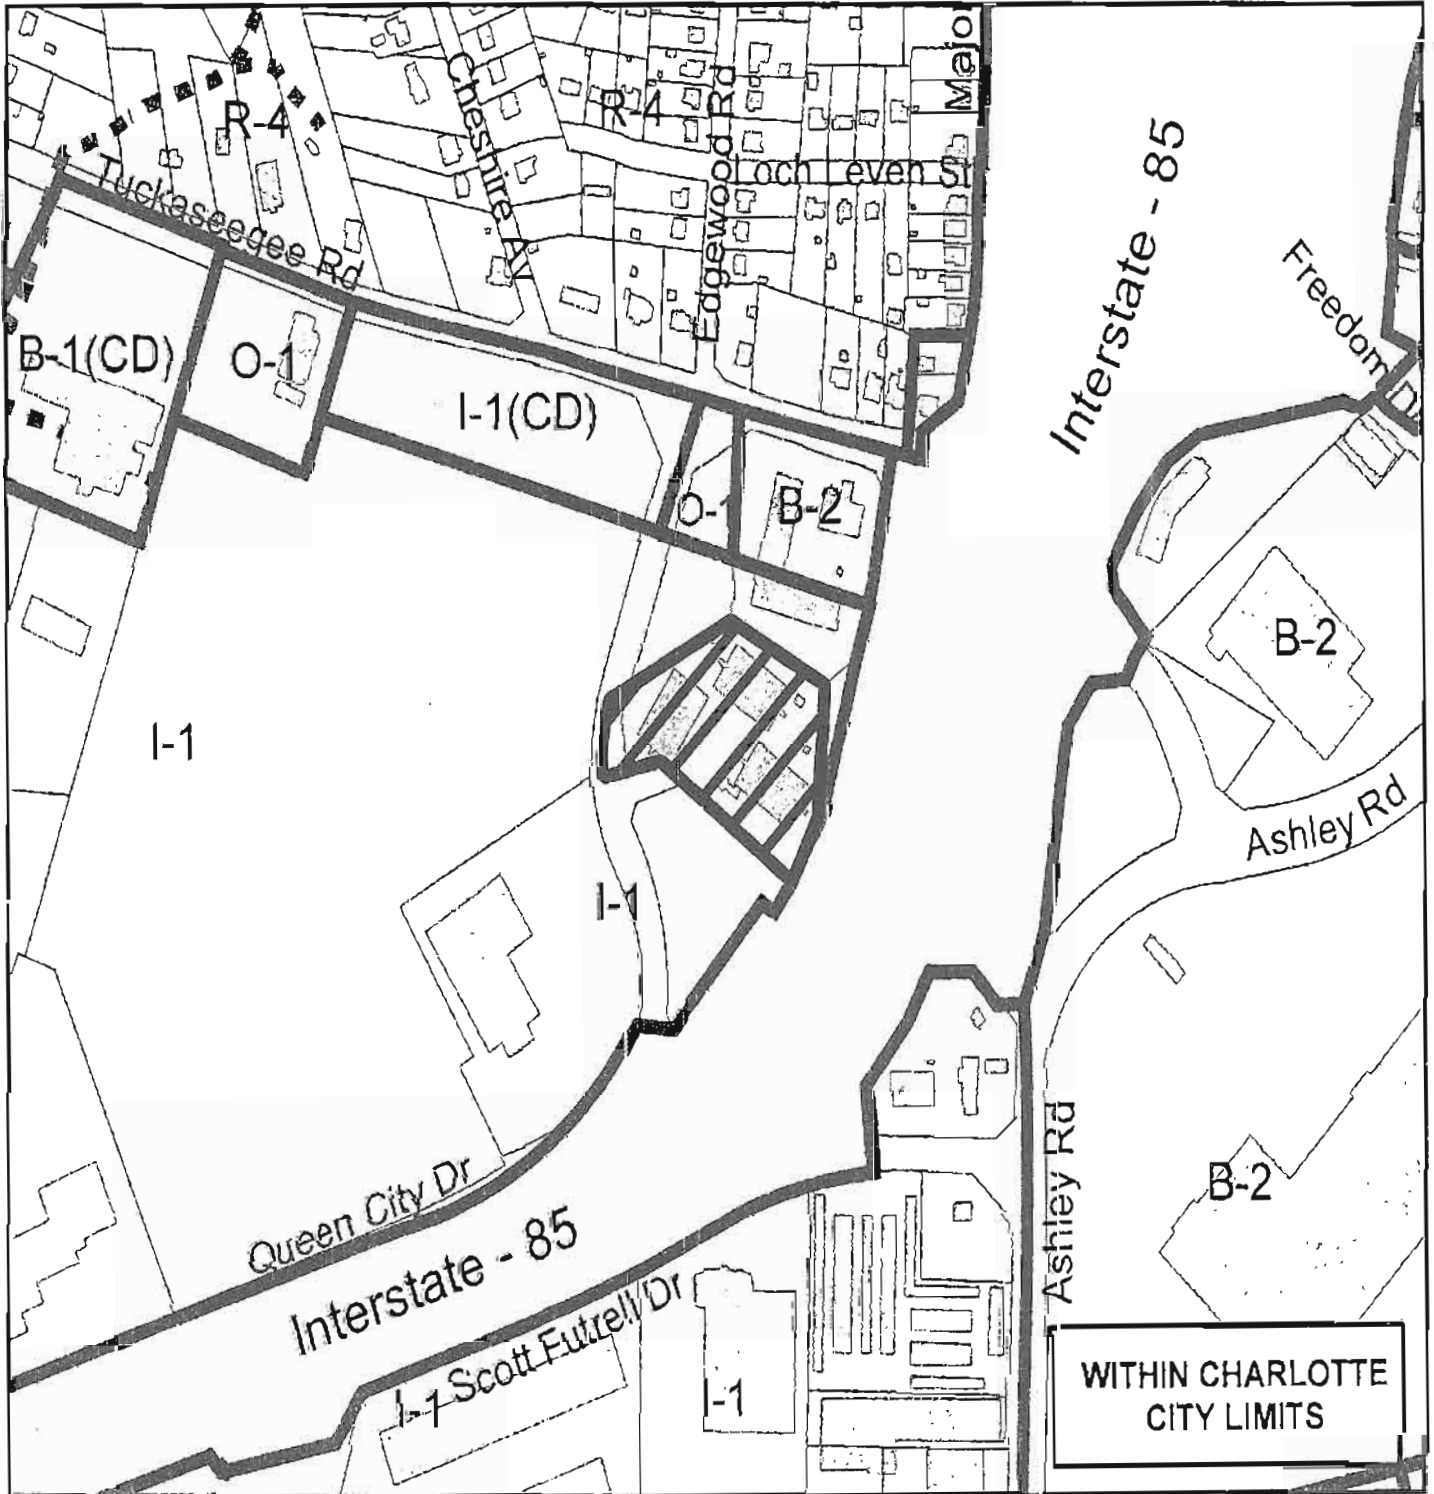 R-4
R-4
Cheshire Av
Edgewood Rd
Loch Leven St
Majo
Interstate - 85
Freedom D
Tuckaseegee Rd
B-1(CD)
O-1
I-1(CD)
O-1
B-2
B-2
I-1
Ashley Rd
I-1
B-2
Ashley Rd
Queen City Dr
Interstate - 85
Scott Futrell Dr
I-1
I-1
WITHIN CHARLOTTE
CITY LIMITS